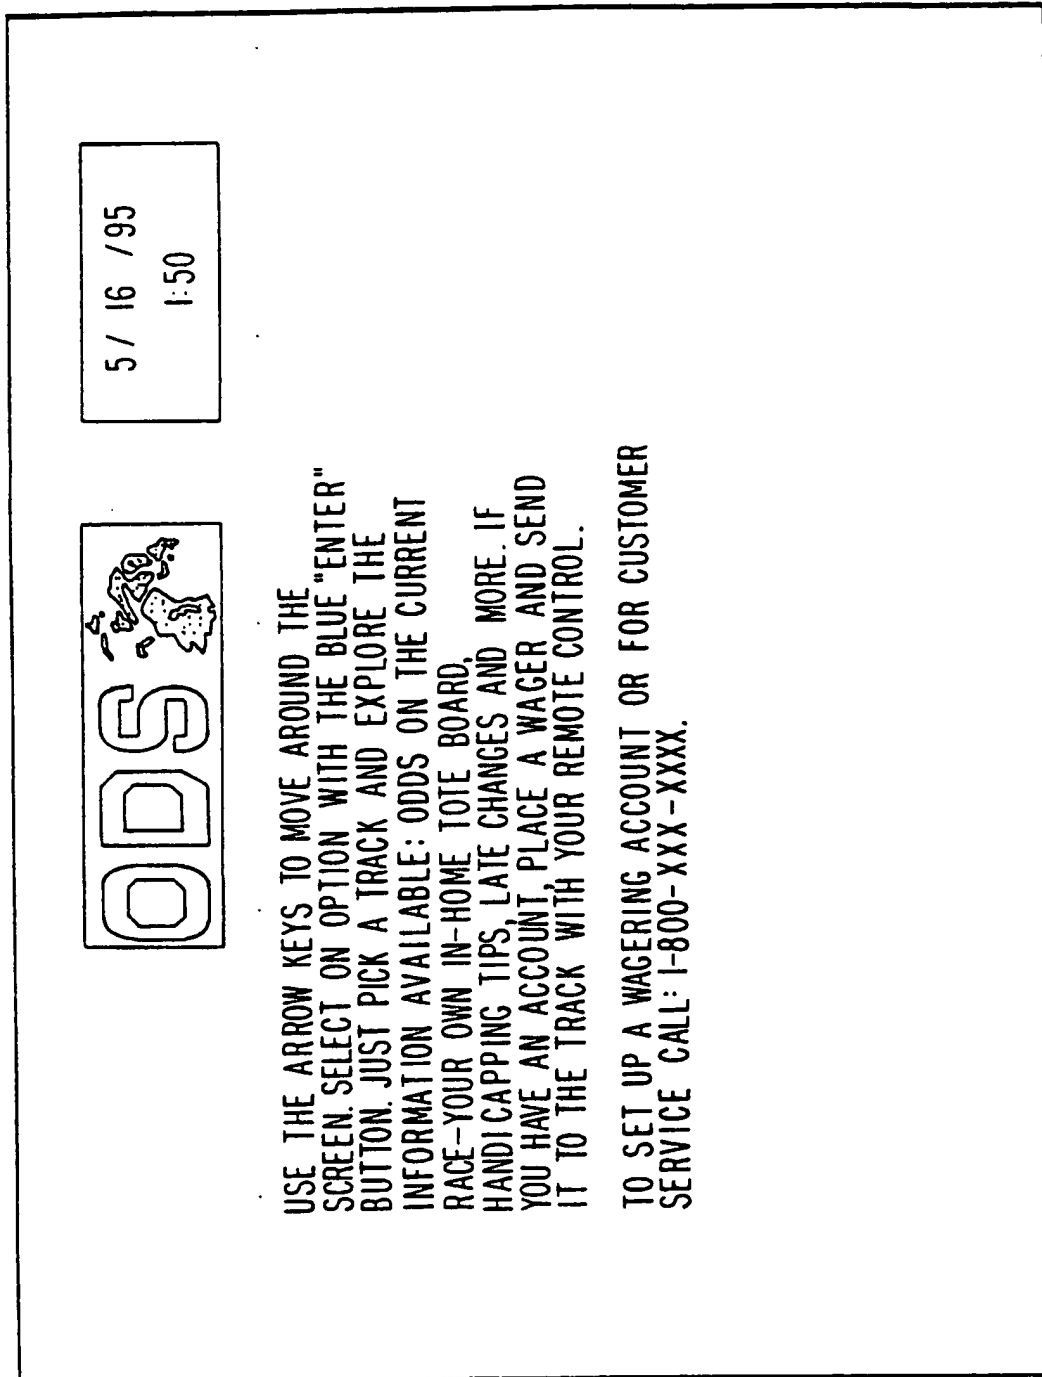 ODS
5/ 16 /95
1:50
USE THE ARROW KEYS TO MOVE AROUND THE
SCREEN. SELECT ON OPTION WITH THE BLUE "ENTER"
BUTTON. JUST PICK A TRACK AND EXPLORE THE
INFORMATION AVAILABLE: ODDS ON THE CURRENT
RACE-YOUR OWN IN-HOME TOTE BOARD,
HANDICAPPING TIPS, LATE CHANGES AND MORE. IF
YOU HAVE AN ACCOUNT, PLACE A WAGER AND SEND
IT TO THE TRACK WITH YOUR REMOTE CONTROL.
TO SET UP A WAGERING ACCOUNT OR FOR CUSTOMER
SERVICE CALL: 1-800-XXX-XXXX.